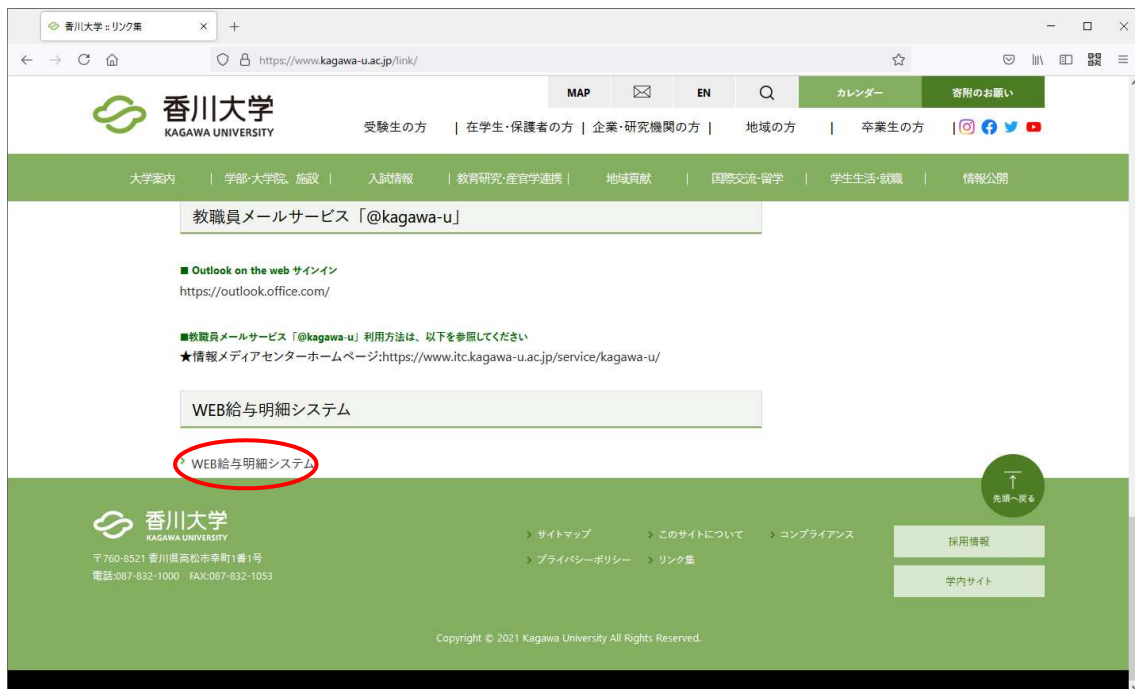 香川大学 :: リンク集
https://www.kagawa-u.ac.jp/link/
香川大学
KAGAWA UNIVERSITY
MAP EN カレンダー 寄附のお願い
受験生の方 | 在学生・保護者の方 | 企業・研究機関の方 | 地域の方 | 卒業生の方 |
大学案内 | 学部・大学院、施設 | 入試情報 | 教育研究・産官学連携 | 地域貢献 | 国際交流・留学 | 学生生活・就職 | 情報公開
教職員メールサービス「@kagawa-u」
■ Outlook on the web サインイン
https://outlook.office.com/
■教職員メールサービス「@kagawa-u」利用方法は、以下を参照してください
★情報メディアセンターホームページ:https://www.itc.kagawa-u.ac.jp/service/kagawa-u/
WEB給与明細システム
WEB給与明細システム
先頭へ戻る
香川大学
KAGAWA UNIVERSITY
〒760-8521 香川県高松市幸町1番1号
電話:087-832-1000 FAX:087-832-1053
サイトマップ このサイトについて コンプライアンス
プライバシーポリシー リンク集
採用情報
学内サイト
Copyright © 2021 Kagawa University All Rights Reserved.